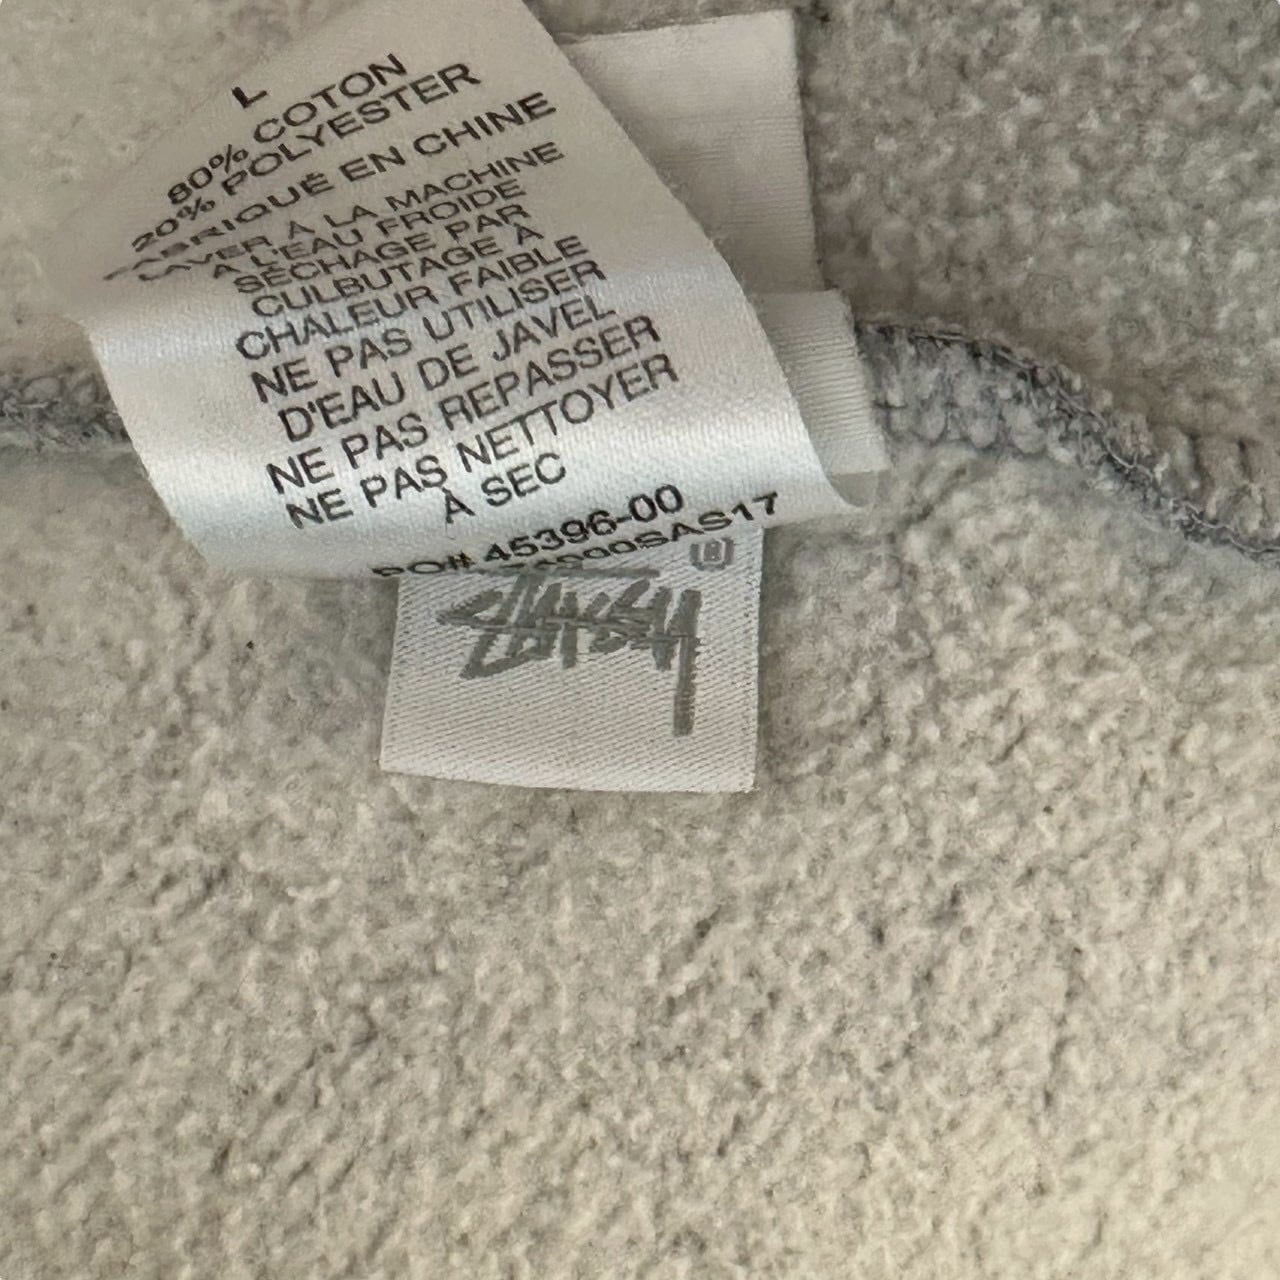 L
80% COTON
20% POLYESTER
FABRIQUÉ EN CHINE
LAVER À LA MACHINE
À L'EAU FROIDE
SÉCHAGE PAR
CULBUTAGE À
CHALEUR FAIBLE
NE PAS UTILISER
D'EAU DE JAVEL
NE PAS REPASSER
NE PAS NETTOYER
À SEC
PO# 45396-00
SAS17
STÜSSY